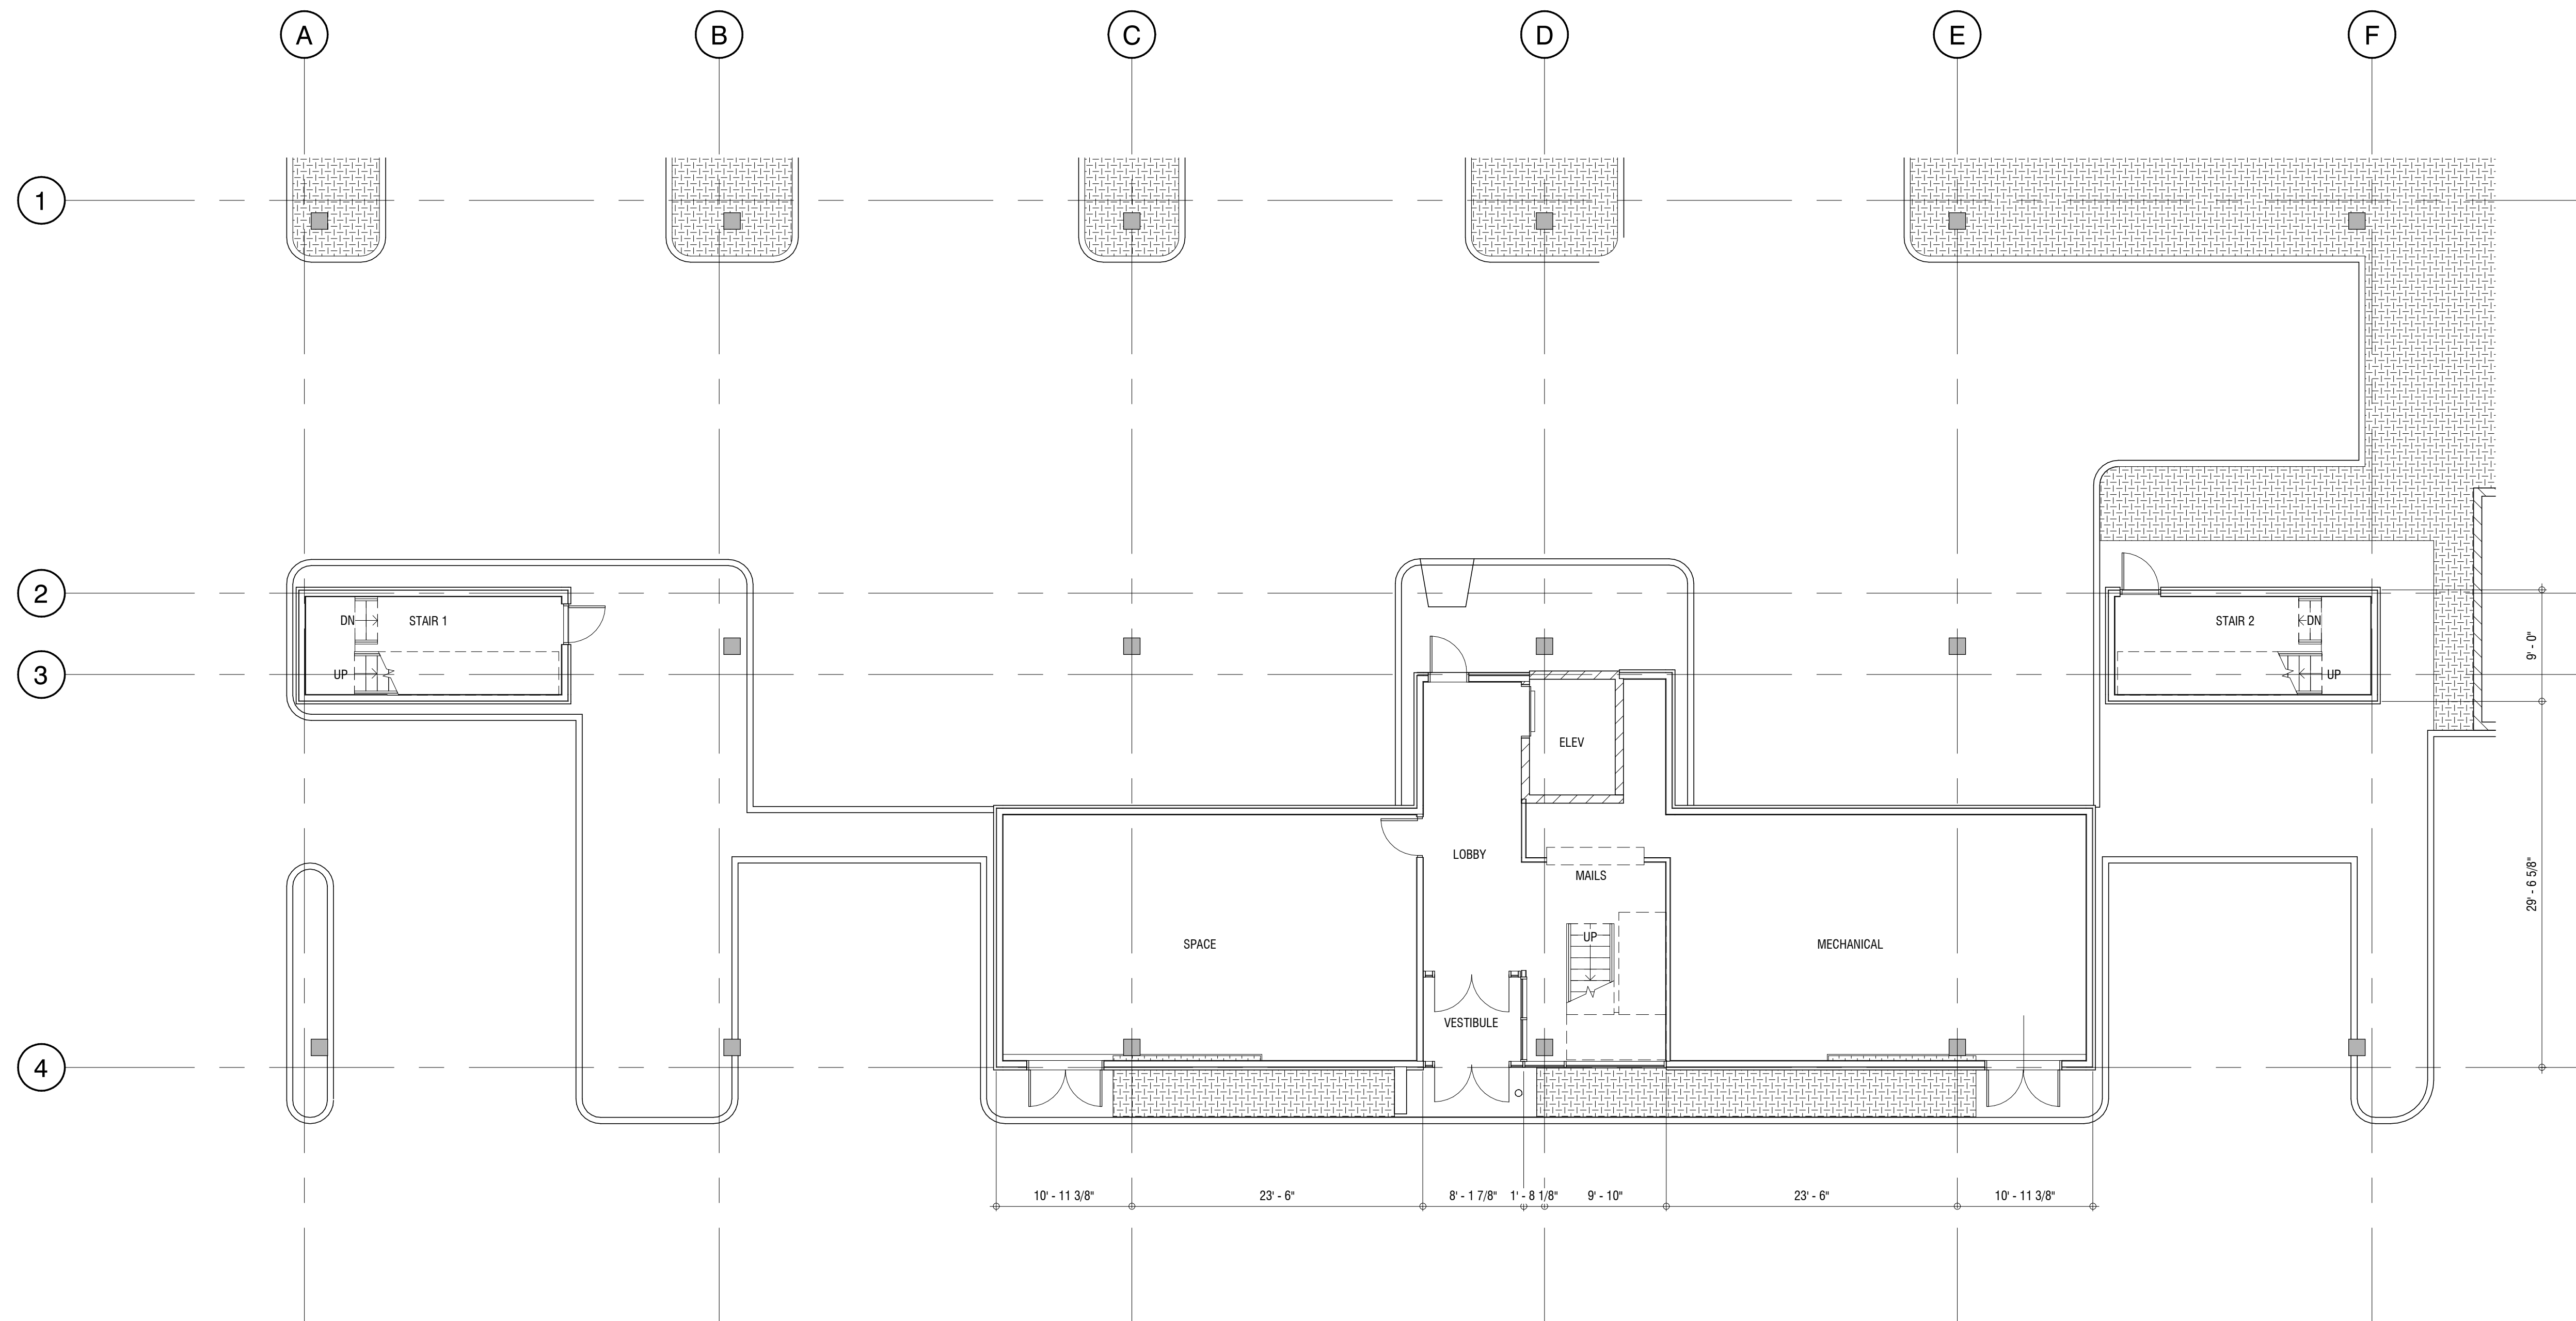 A
B
C
D
E
F
1
2
3
4
DN
STAIR 1
UP
STAIR 2
DN
UP
9' - 0"
ELEV
LOBBY
MAILS
29' - 6 5/8"
SPACE
UP
MECHANICAL
VESTIBULE
10' - 11 3/8"
23' - 6"
8' - 1 7/8"
1' - 8 1/8"
9' - 10"
23' - 6"
10' - 11 3/8"